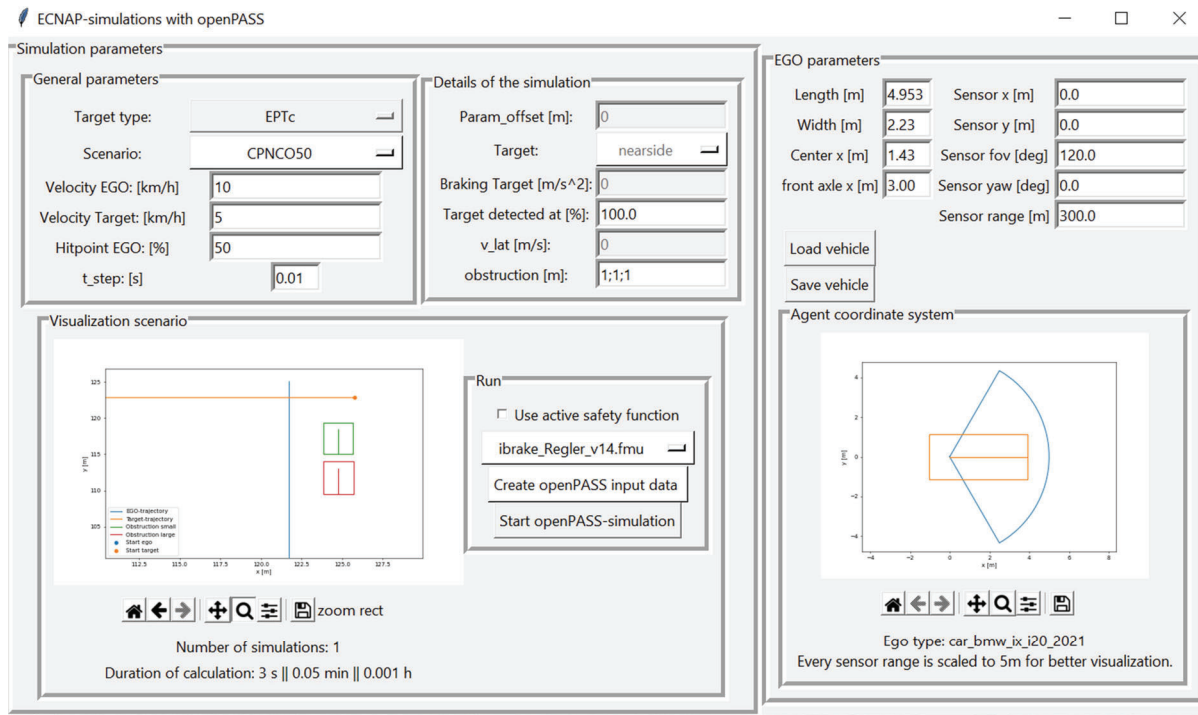 ECNAP-simulations with openPASS
Simulation parameters
General parameters
Target type: EPTc
Scenario: CPNCO50
Velocity EGO: [km/h] 10
Velocity Target: [km/h] 5
Hitpoint EGO: [%] 50
t_step: [s] 0.01
Details of the simulation
Param_offset [m]: 0
Target: nearside
Braking Target [m/s^2]: 0
Target detected at [%]: 100.0
v_lat [m/s]: 0
obstruction [m]: 1;1;1
Visualization scenario
125
120
115
110
105
y [m]
EGO-trajectory
Target-trajectory
Obstruction small
Obstruction large
Start ego
Start target
112.5 115.0 117.5 120.0 122.5 125.0 127.5
x [m]
zoom rect
Number of simulations: 1
Duration of calculation: 3 s || 0.05 min || 0.001 h
Run
Use active safety function
ibrake_Regler_v14.fmu
Create openPASS input data
Start openPASS-simulation
EGO parameters
Length [m] 4.953 Sensor x [m] 0.0
Width [m] 2.23 Sensor y [m] 0.0
Center x [m] 1.43 Sensor fov [deg] 120.0
front axle x [m] 3.00 Sensor yaw [deg] 0.0
Sensor range [m] 300.0
Load vehicle
Save vehicle
Agent coordinate system
4
2
0
−2
−4
y [m]
−4 −2 0 2 4 6 8
x [m]
Ego type: car_bmw_ix_i20_2021
Every sensor range is scaled to 5m for better visualization.